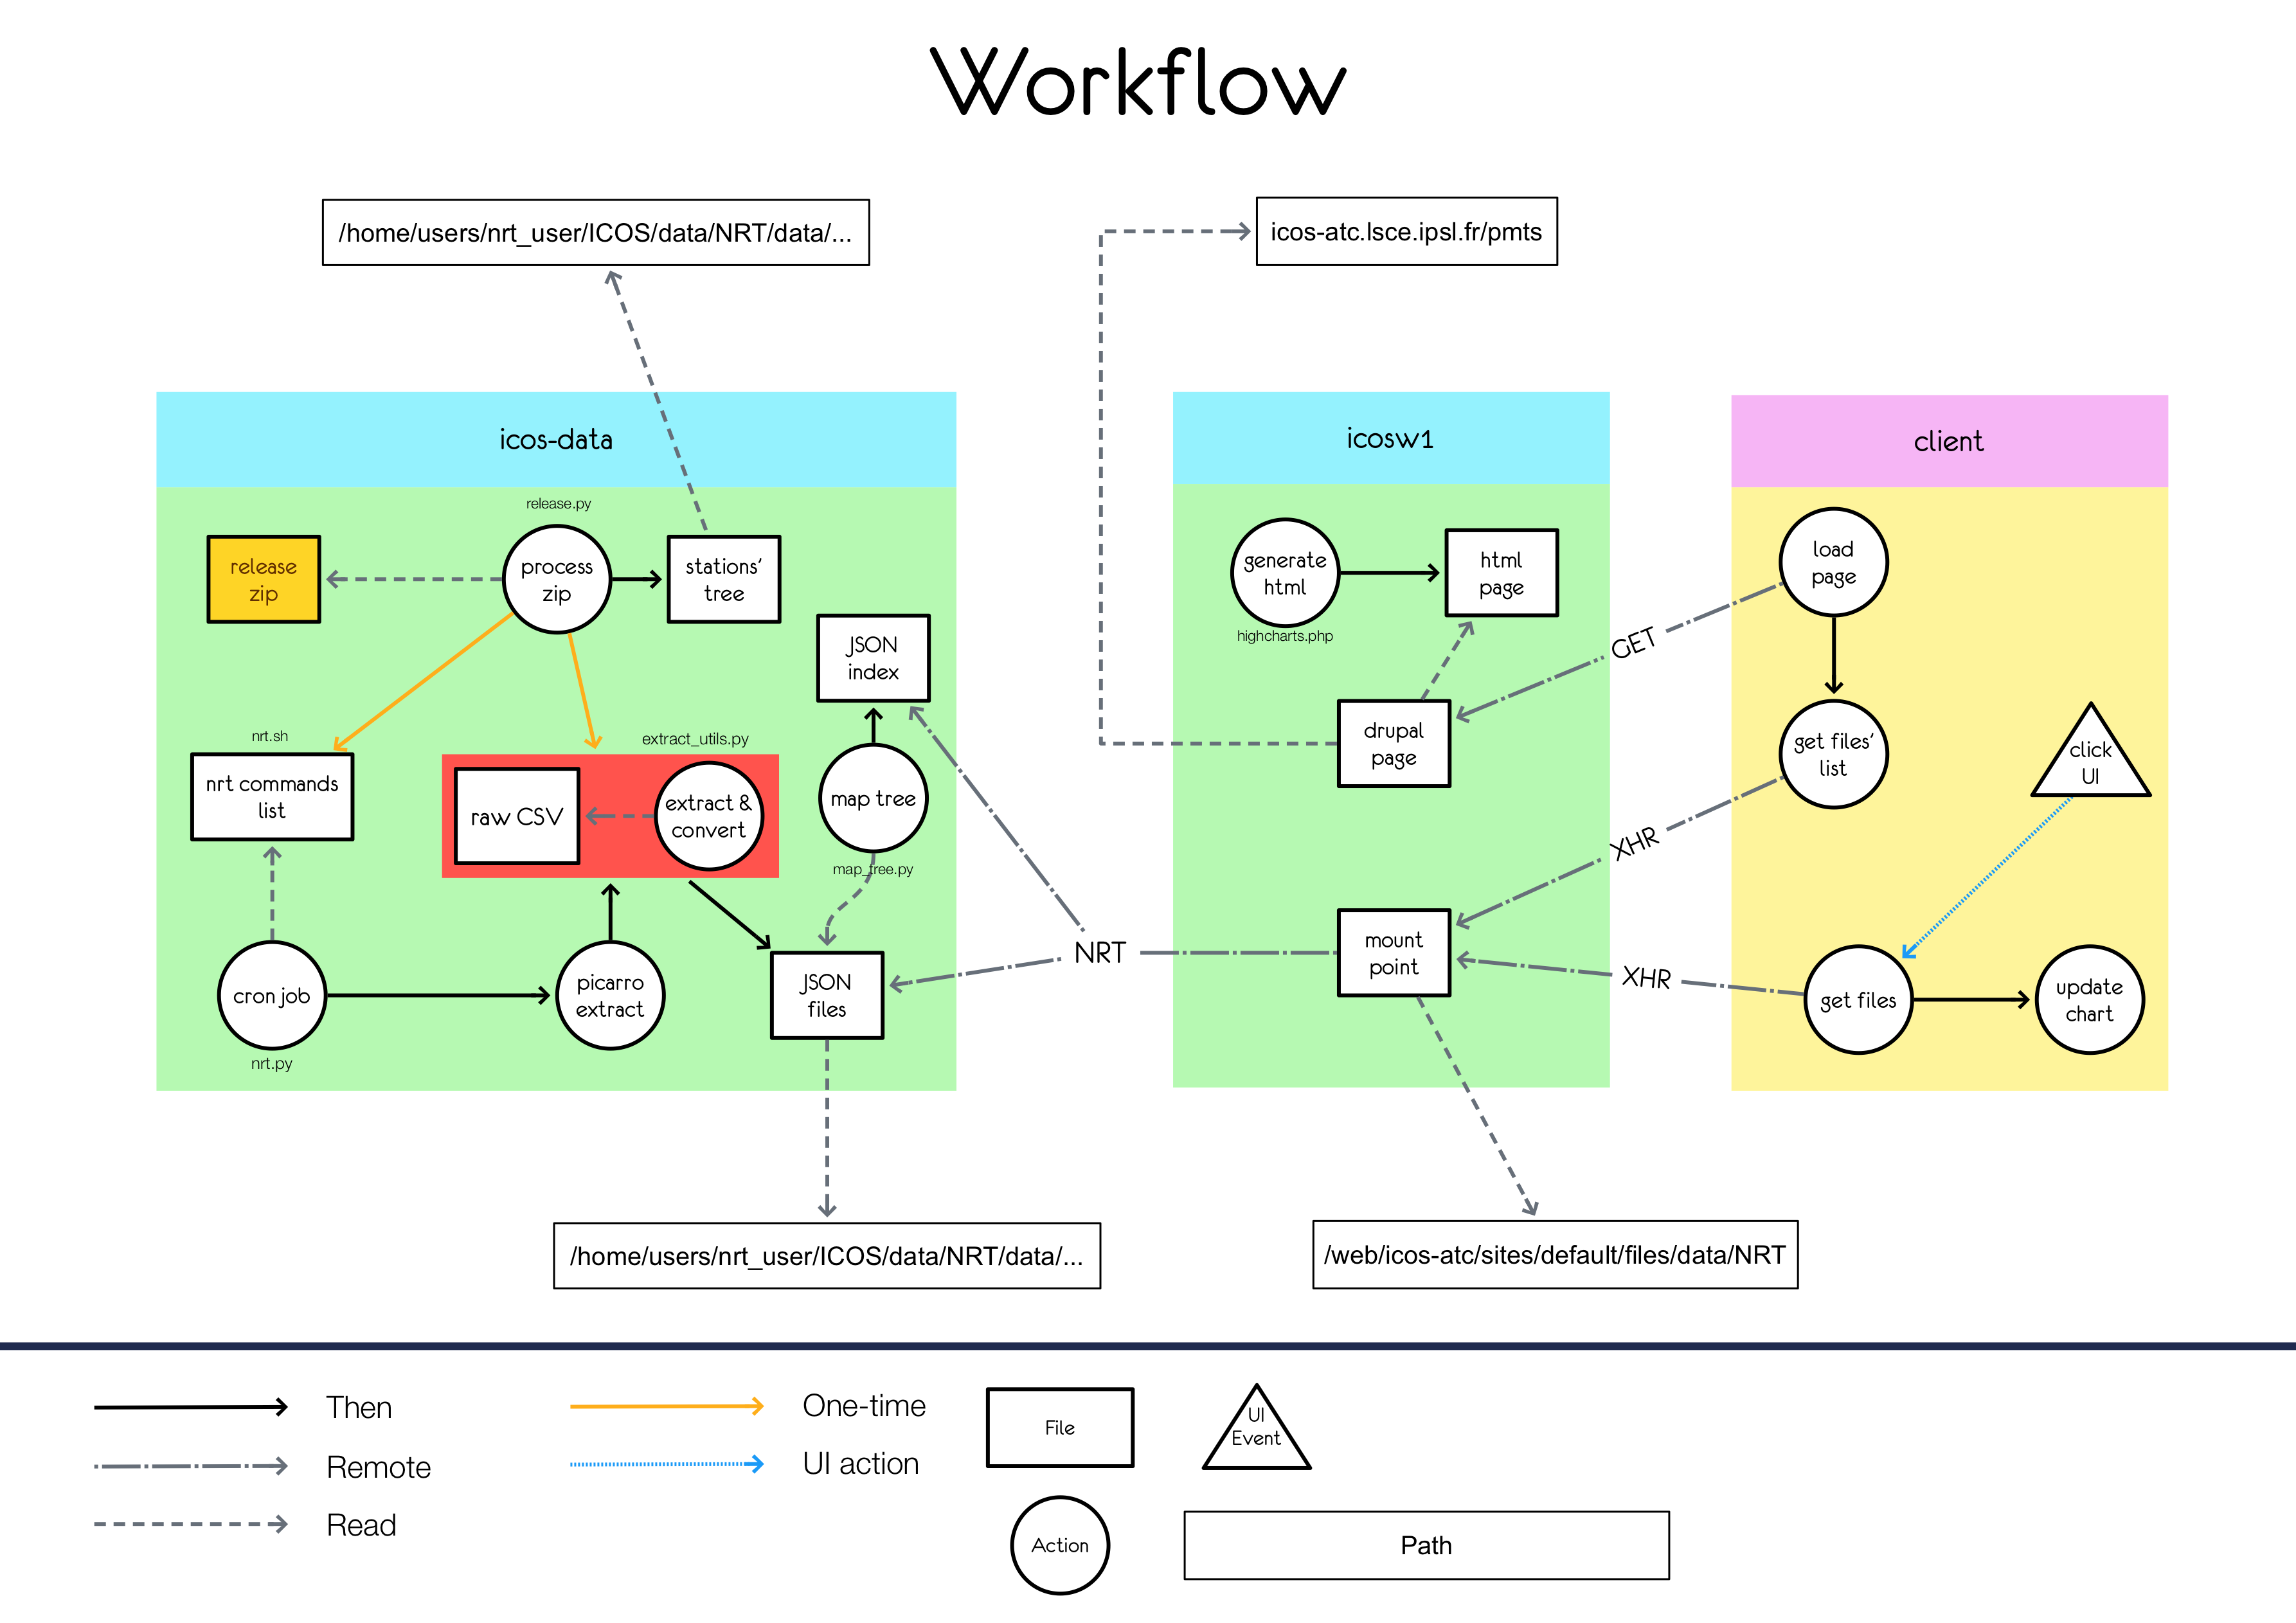 Workflow
/home/users/nrt_user/ICOS/data/NRT/data/...
icos-atc.lsce.ipsl.fr/pmts
icos-data
icosw1
client
release.py
release
zip
process
zip
stations'
tree
JSON
index
nrt.sh
nrt commands
list
extract_utils.py
raw CSV
extract &
convert
map tree
map_tree.py
cron job
nrt.py
picarro
extract
JSON
files
NRT
generate
html
highcharts.php
html
page
drupal
page
mount
point
GET
XHR
XHR
load
page
get files'
list
click
UI
get files
update
chart
/home/users/nrt_user/ICOS/data/NRT/data/...
/web/icos-atc/sites/default/files/data/NRT
Then
Remote
Read
One-time
UI action
File
UI
Event
Action
Path